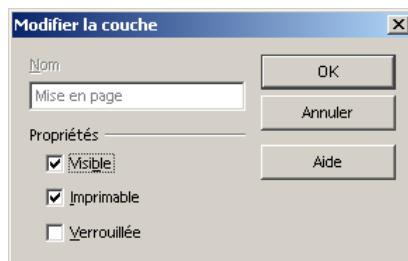 Modifier la couche
Nom
Mise en page
Propriétés
Visible
Imprimable
Verrouillée
OK
Annuler
Aide